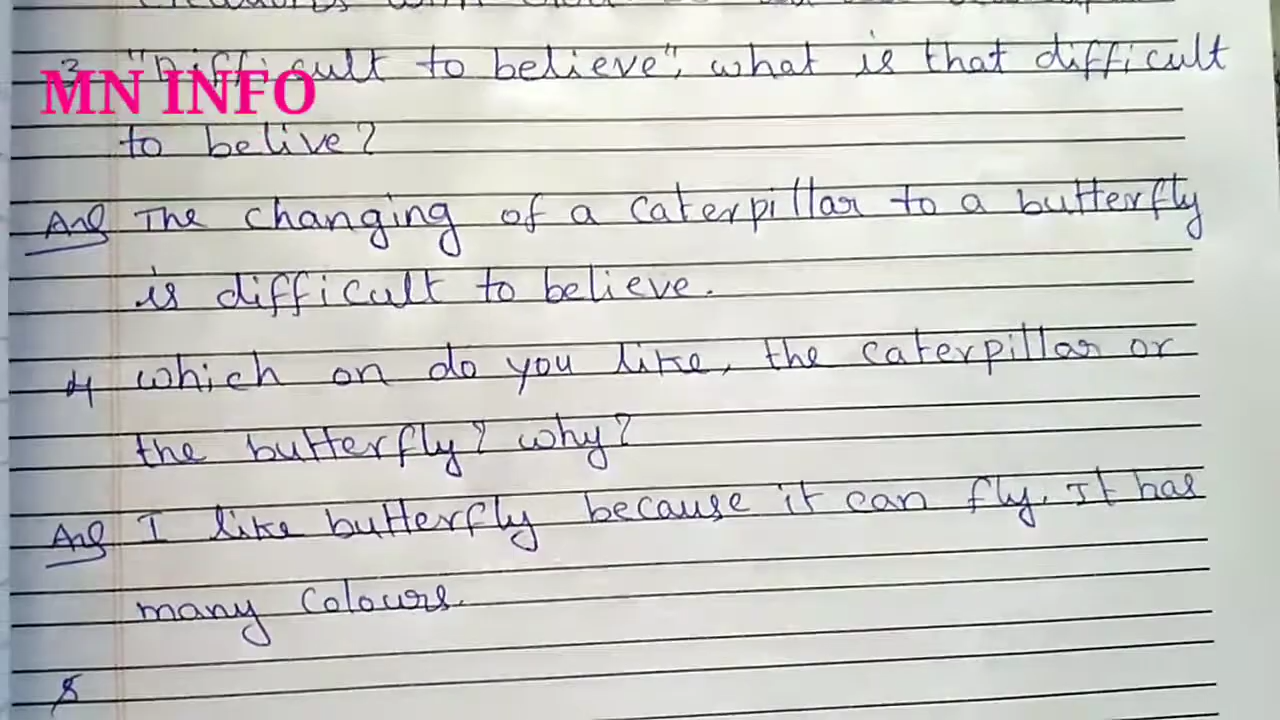 3 "Difficult to believe", what is that difficult
MN INFO
to belive?
Ans The changing of a caterpillar to a butterfly
is difficult to believe.
4 which on do you like, the caterpillar or
the butterfly? why?
Ans I like butterfly because it can fly. It has
many colours.
5